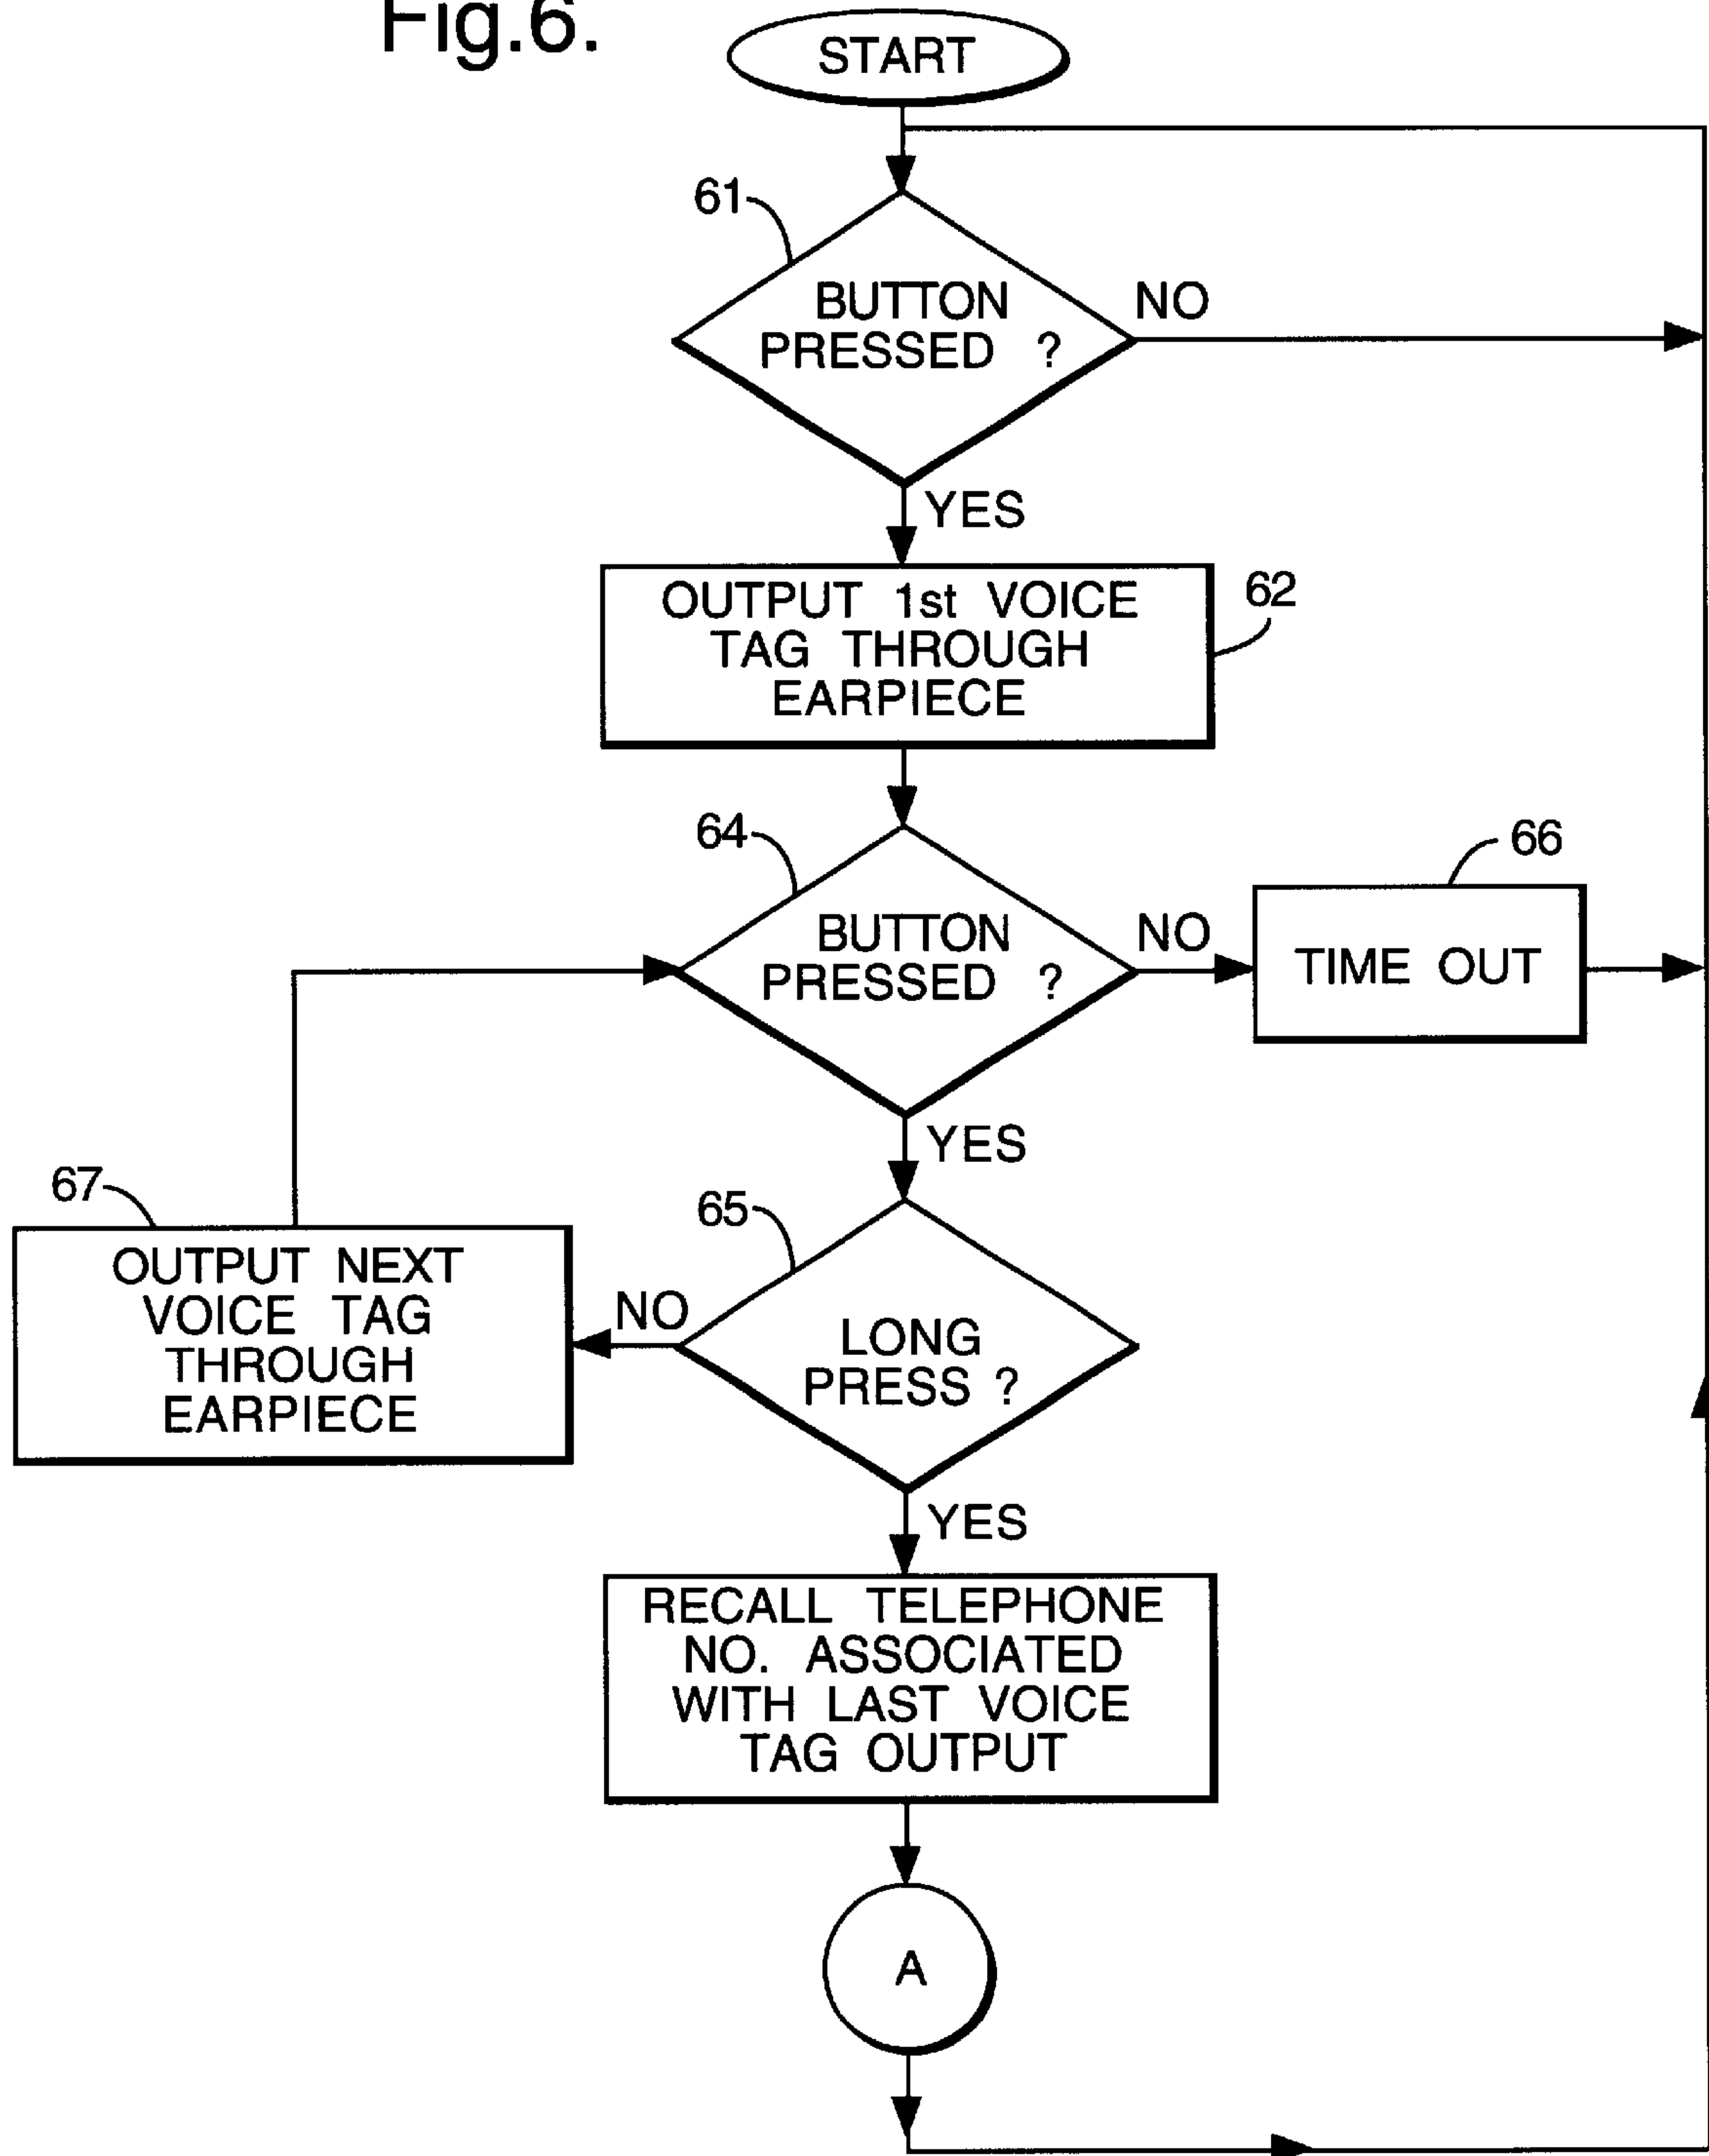 Fig.6.
START
61
BUTTON
PRESSED ?
NO
YES
OUTPUT 1st VOICE
TAG THROUGH
EARPIECE
62
64
BUTTON
PRESSED ?
NO
66
TIME OUT
YES
67
OUTPUT NEXT
VOICE TAG
THROUGH
EARPIECE
NO
65
LONG
PRESS ?
YES
RECALL TELEPHONE
NO. ASSOCIATED
WITH LAST VOICE
TAG OUTPUT
A